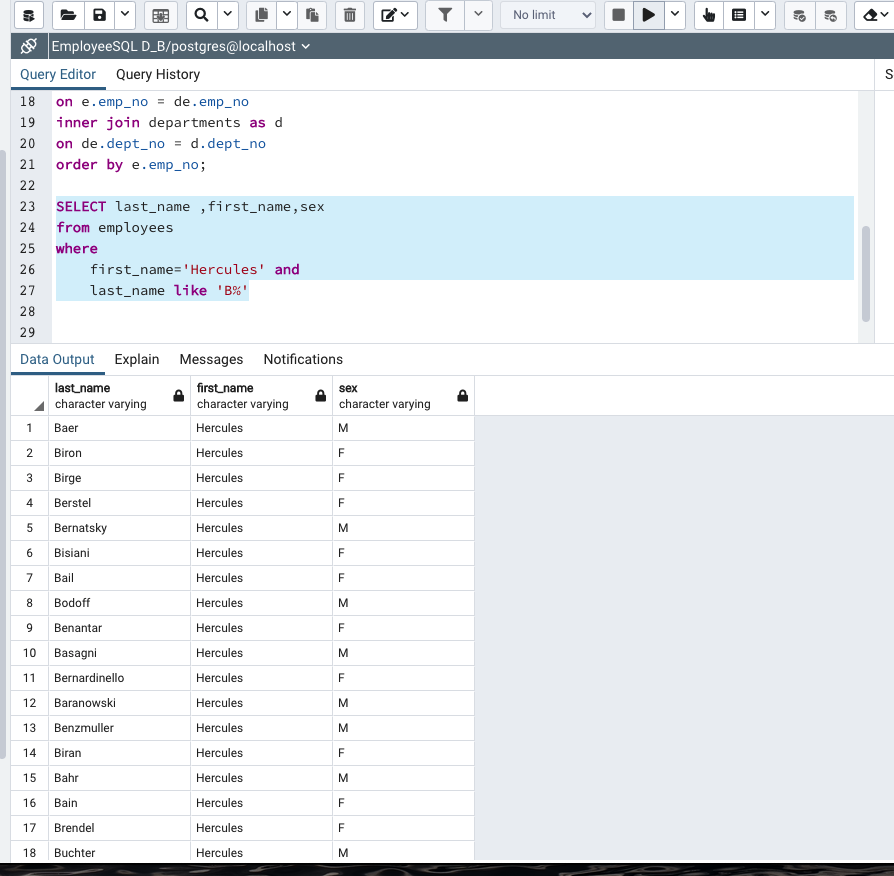 No limit
EmployeeSQL D_B/postgres@localhost
Query Editor Query History S
18 on e.emp_no = de.emp_no
19 inner join departments as d
20 on de.dept_no = d.dept_no
21 order by e.emp_no;
22
23 SELECT last_name ,first_name,sex
24 from employees
25 where
26 first_name='Hercules' and
27 last_name like 'B%'
28
29
Data Output Explain Messages Notifications
last_name first_name sex
character varying character varying character varying
1 Baer Hercules M
2 Biron Hercules F
3 Birge Hercules F
4 Berstel Hercules F
5 Bernatsky Hercules M
6 Bisiani Hercules F
7 Bail Hercules F
8 Bodoff Hercules M
9 Benantar Hercules F
10 Basagni Hercules M
11 Bernardinello Hercules F
12 Baranowski Hercules M
13 Benzmuller Hercules M
14 Biran Hercules F
15 Bahr Hercules M
16 Bain Hercules F
17 Brendel Hercules F
18 Buchter Hercules M